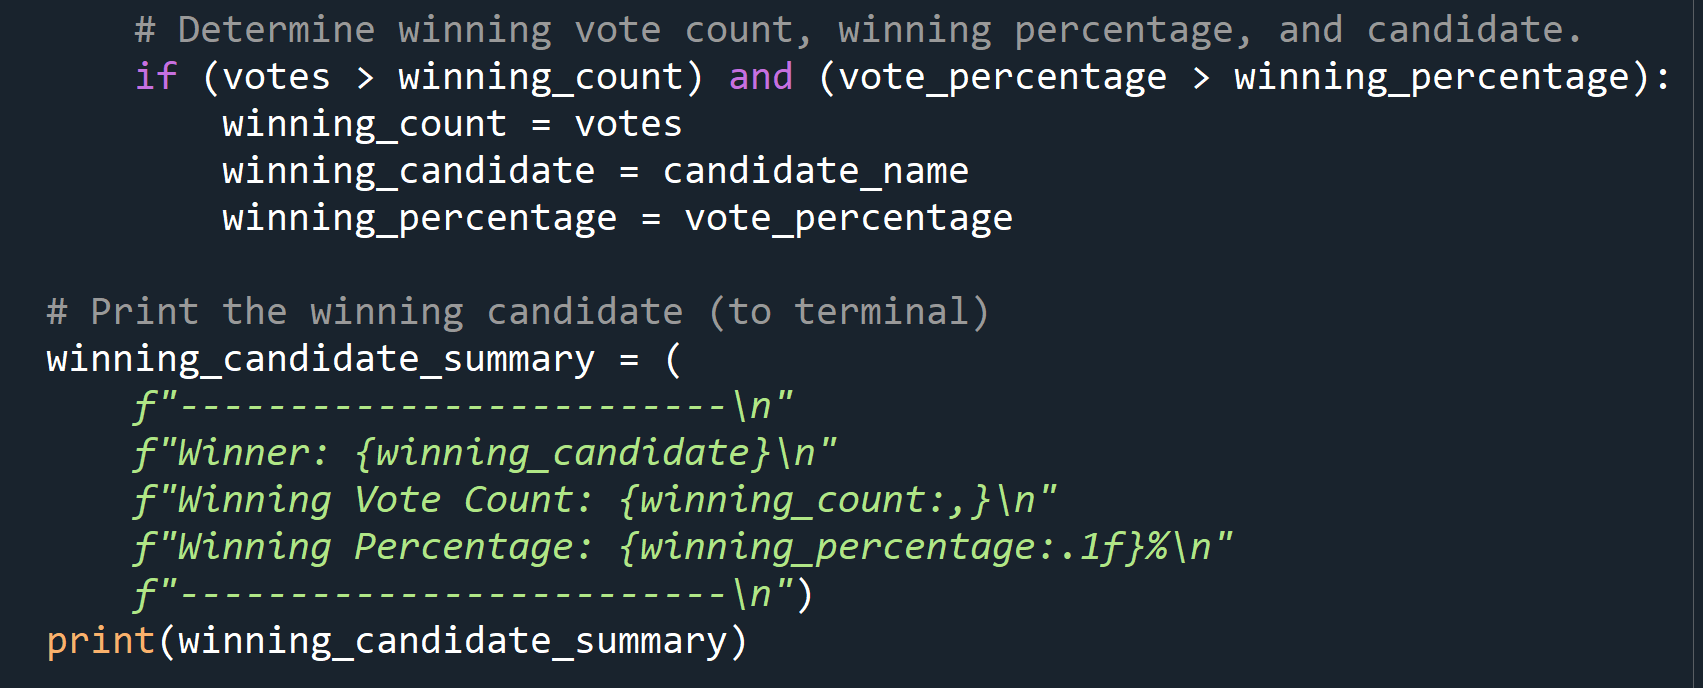 # Determine winning vote count, winning percentage, and candidate.
if (votes > winning_count) and (vote_percentage > winning_percentage):
winning_count = votes
winning_candidate = candidate_name
winning_percentage = vote_percentage
# Print the winning candidate (to terminal)
winning_candidate_summary = (
f"-------------------------\n"
f"Winner: {winning_candidate}\n"
f"Winning Vote Count: {winning_count:,}\n"
f"Winning Percentage: {winning_percentage:.1f}%\n"
f"-------------------------\n")
print(winning_candidate_summary)